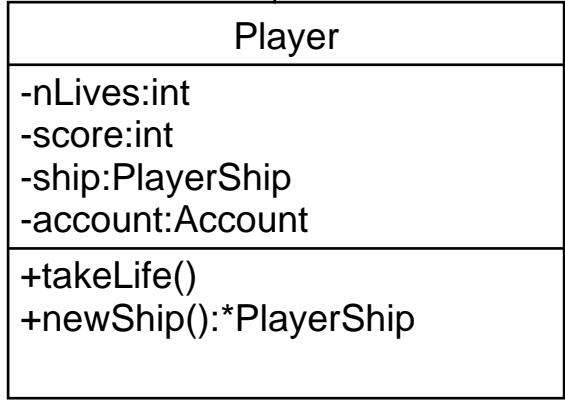 Player
-nLives:int
-score:int
-ship:PlayerShip
-account:Account
+takeLife()
+newShip():*PlayerShip